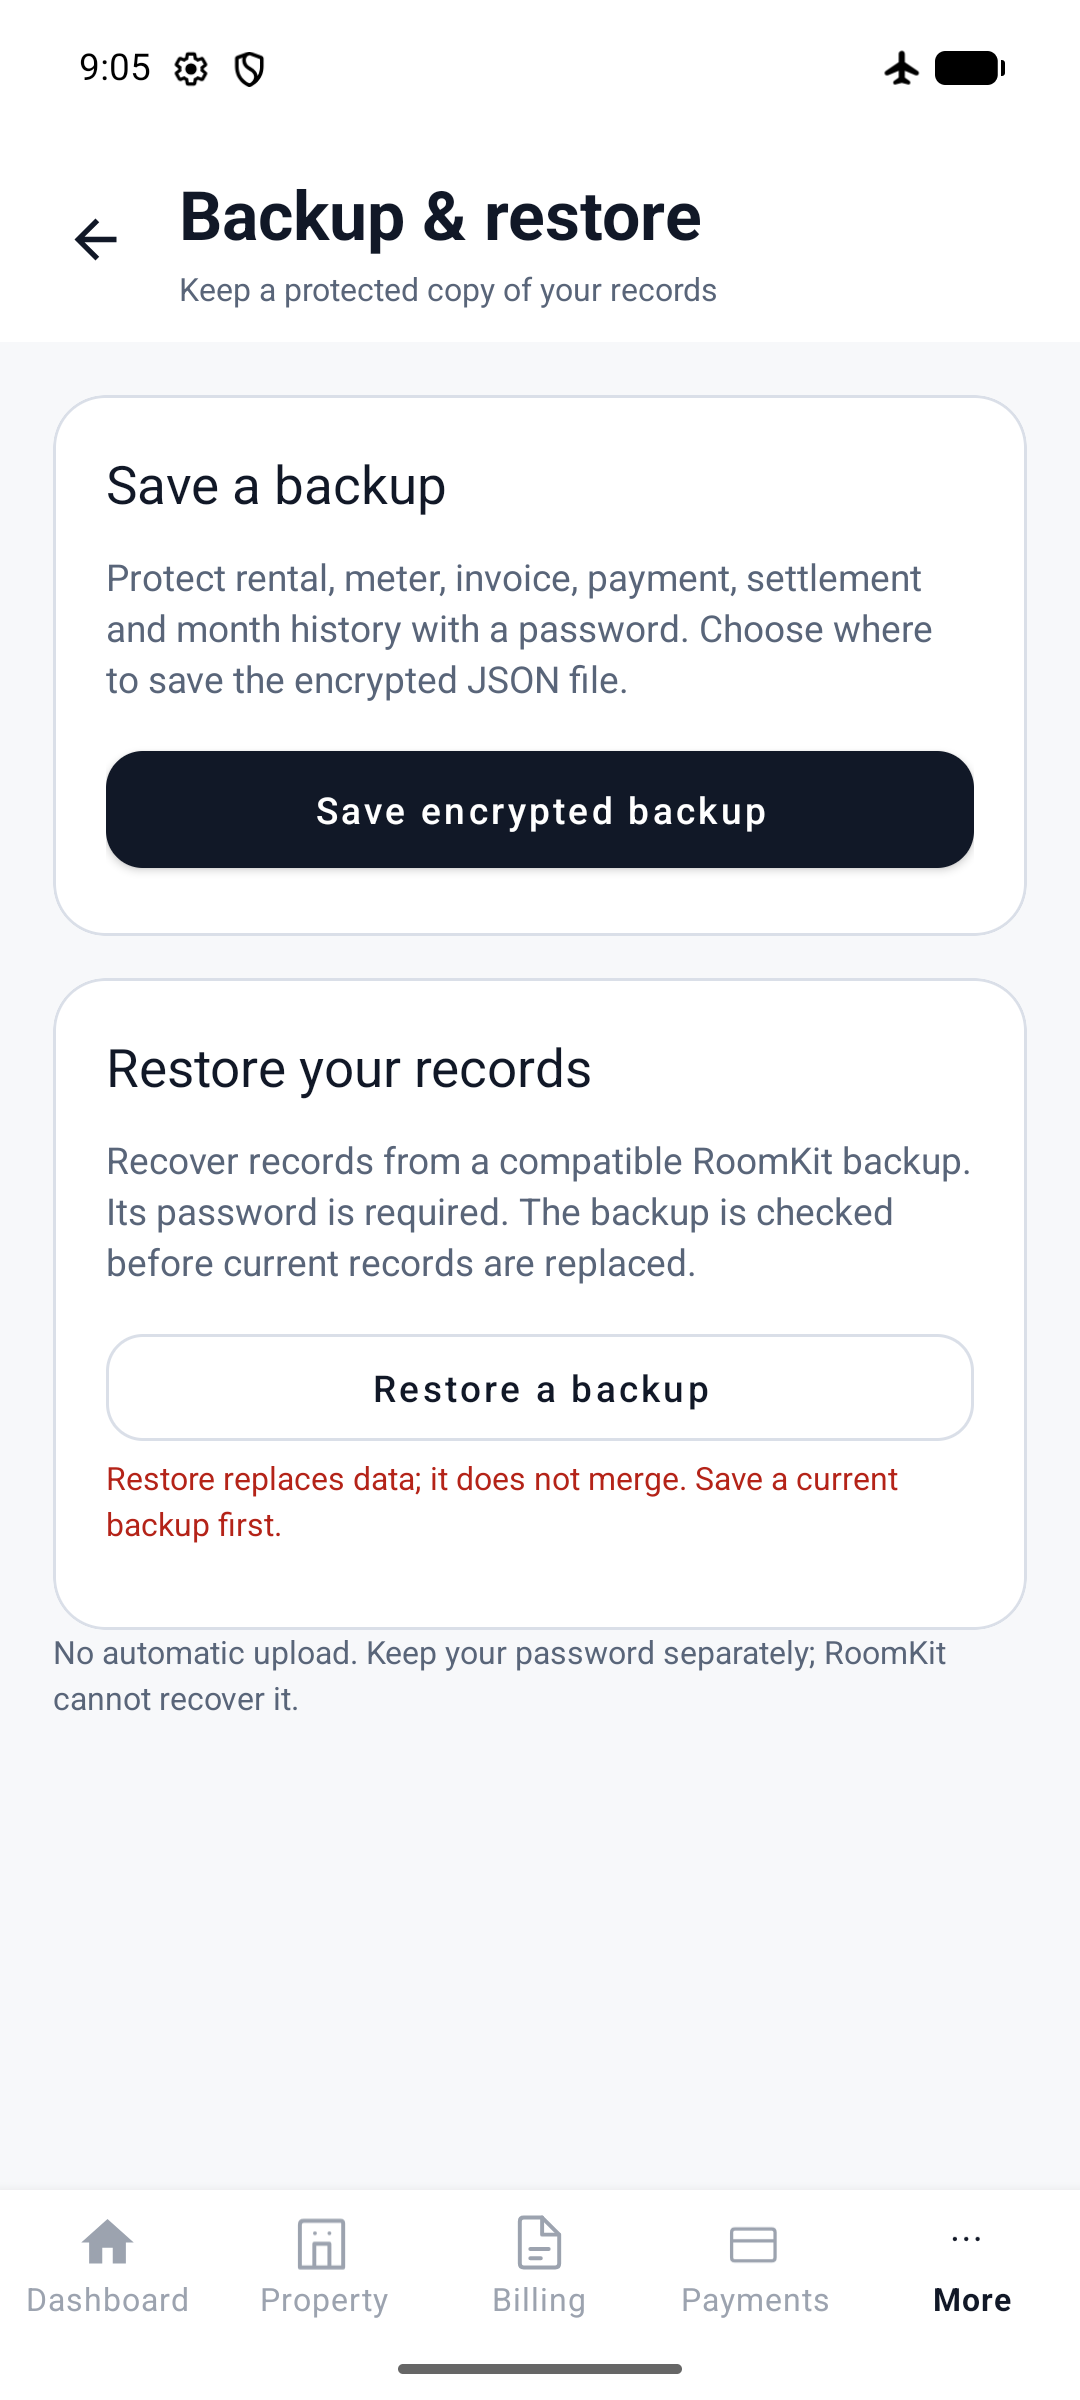 9:05
Backup & restore
Keep a protected copy of your records
Save a backup
Protect rental, meter, invoice, payment, settlement
and month history with a password. Choose where
to save the encrypted JSON file.
Save encrypted backup
Restore your records
Recover records from a compatible RoomKit backup.
Its password is required. The backup is checked
before current records are replaced.
Restore a backup
Restore replaces data; it does not merge. Save a current
backup first.
No automatic upload. Keep your password separately; RoomKit
cannot recover it.
Dashboard
Property
Billing
Payments
More